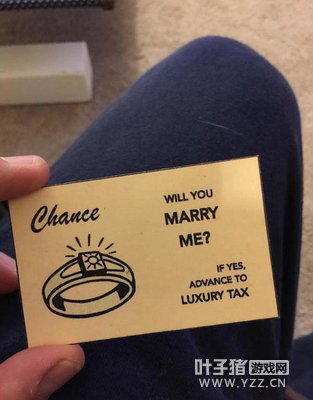 Chance
WILL YOU
MARRY
ME?
IF YES,
ADVANCE TO
LUXURY TAX
叶子猪游戏网
WWW.YZZ.CN